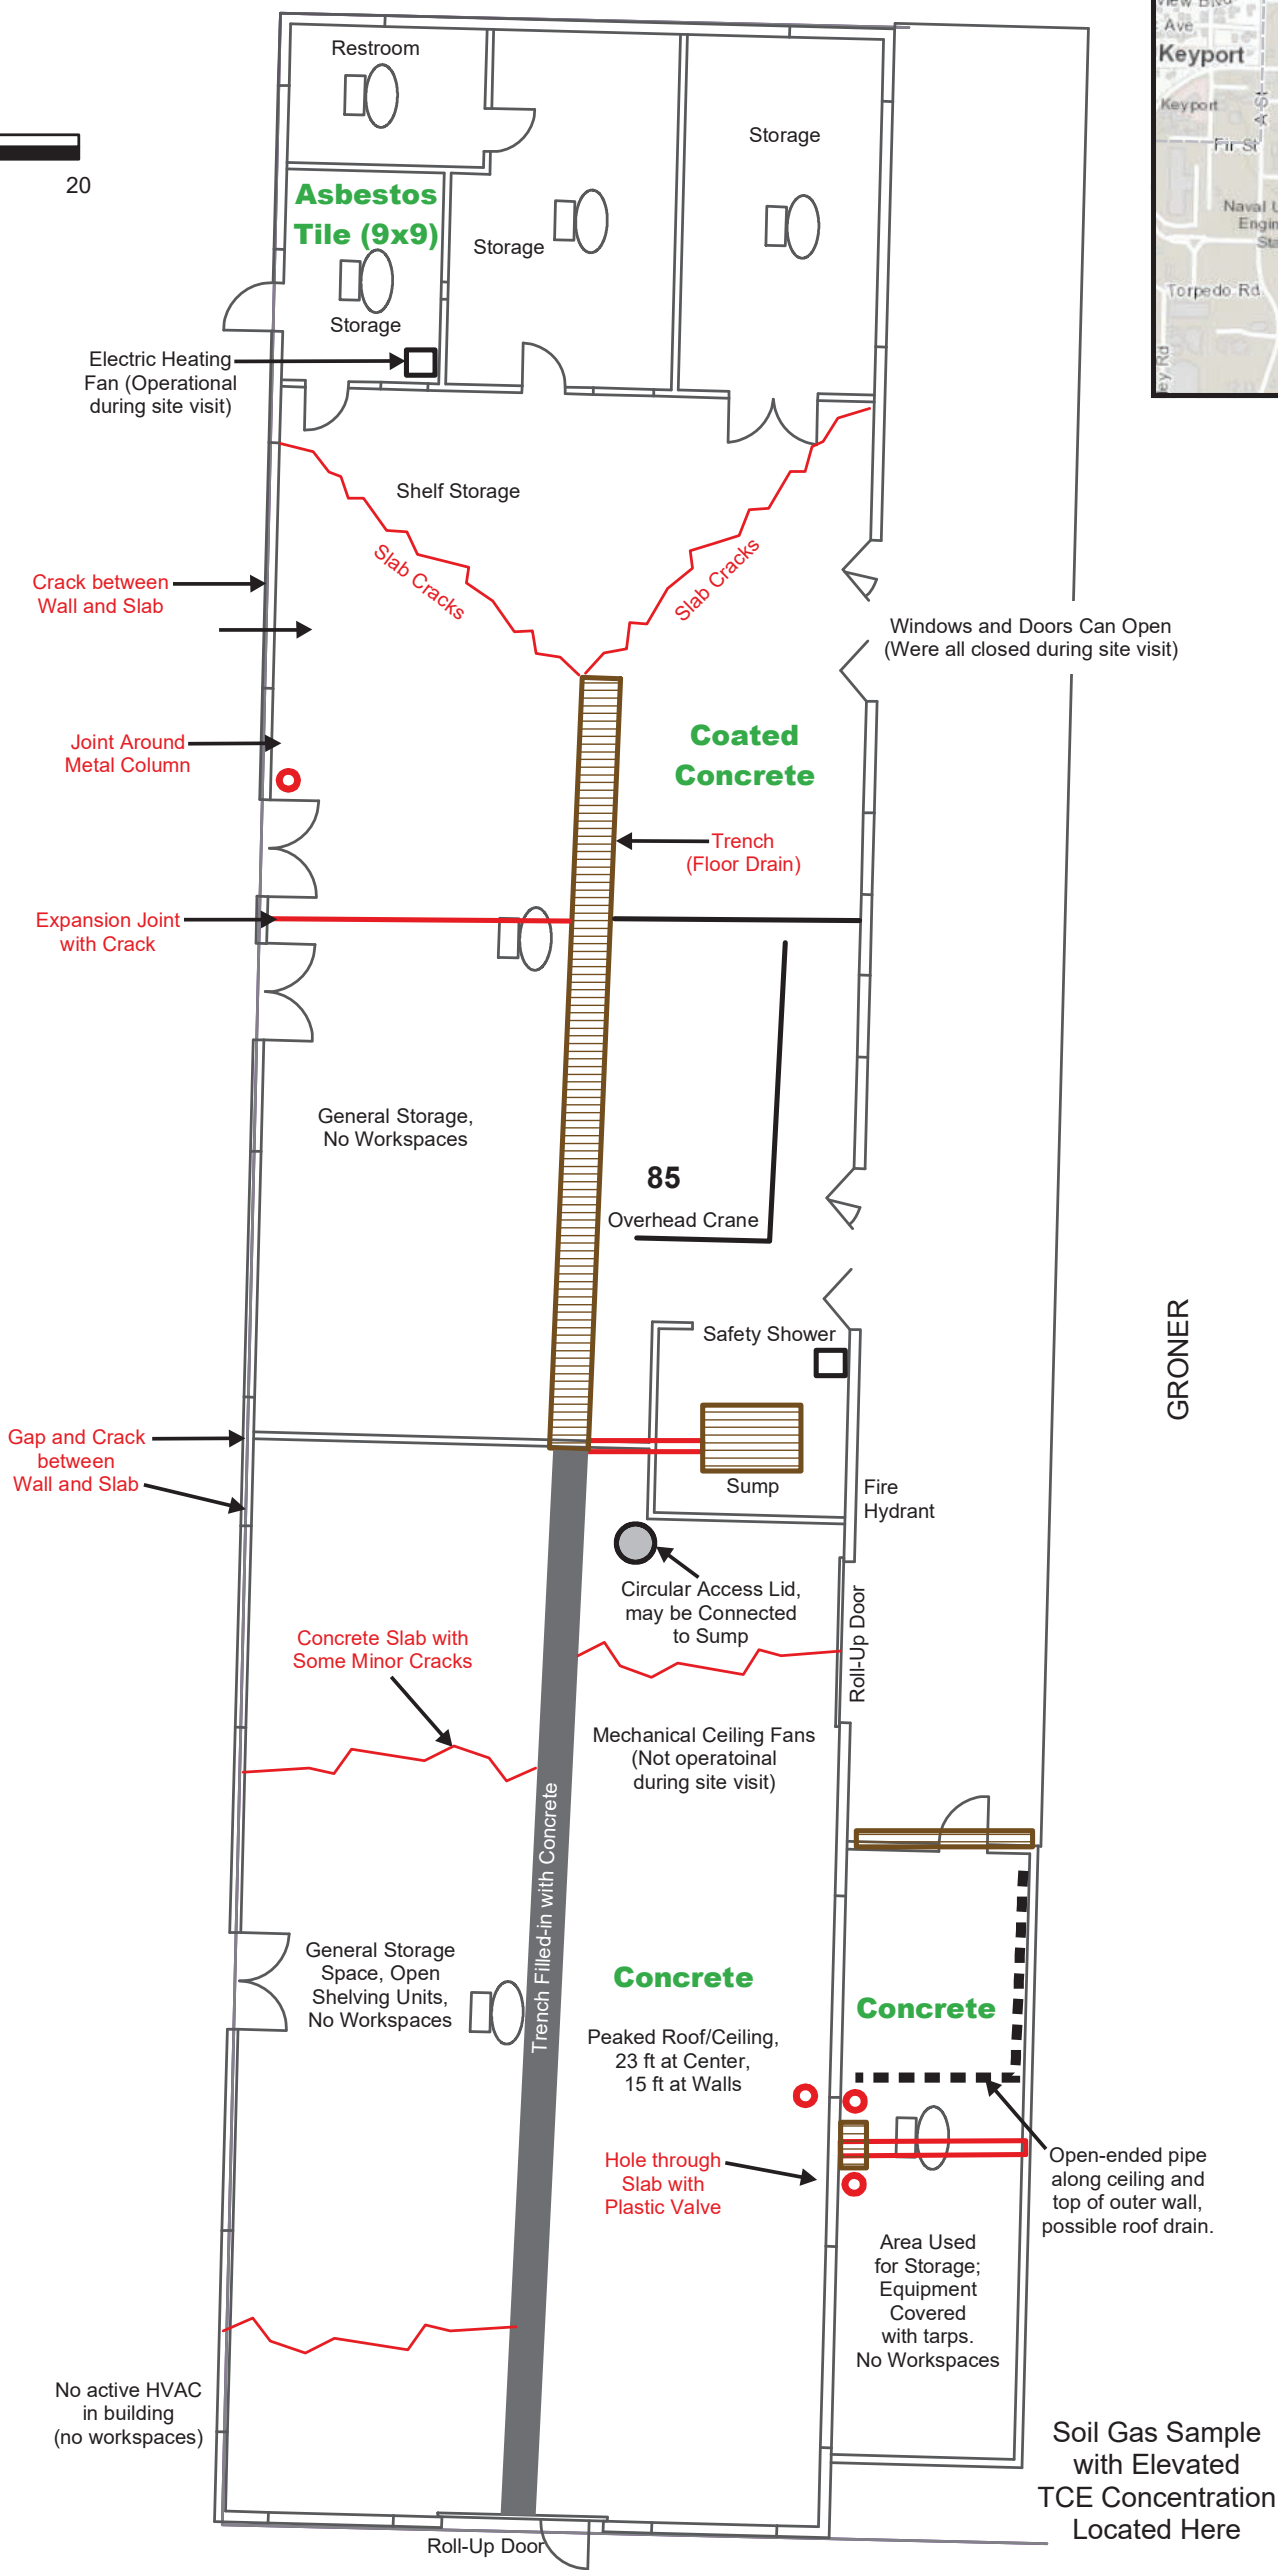 20
View Blvd
Ave
Keyport
Keyport
A St
Fir St
Naval U
Engin
Sta
Torpedo Rd
ey Rd
Restroom
Storage
Asbestos
Tile (9x9)
Storage
Storage
Electric Heating
Fan (Operational
during site visit)
Shelf Storage
Slab Cracks
Slab Cracks
Crack between
Wall and Slab
Windows and Doors Can Open
(Were all closed during site visit)
Joint Around
Metal Column
Coated
Concrete
Trench
(Floor Drain)
Expansion Joint
with Crack
General Storage,
No Workspaces
85
Overhead Crane
GRONER
Safety Shower
Gap and Crack
between
Wall and Slab
Sump
Fire
Hydrant
Circular Access Lid,
may be Connected
to Sump
Roll-Up Door
Concrete Slab with
Some Minor Cracks
Mechanical Ceiling Fans
(Not operatoinal
during site visit)
Trench Filled-in with Concrete
General Storage
Space, Open
Shelving Units,
No Workspaces
Concrete
Concrete
Peaked Roof/Ceiling,
23 ft at Center,
15 ft at Walls
Hole through
Slab with
Plastic Valve
Open-ended pipe
along ceiling and
top of outer wall,
possible roof drain.
Area Used
for Storage;
Equipment
Covered
with tarps.
No Workspaces
No active HVAC
in building
(no workspaces)
Soil Gas Sample
with Elevated
TCE Concentration
Located Here
Roll-Up Door